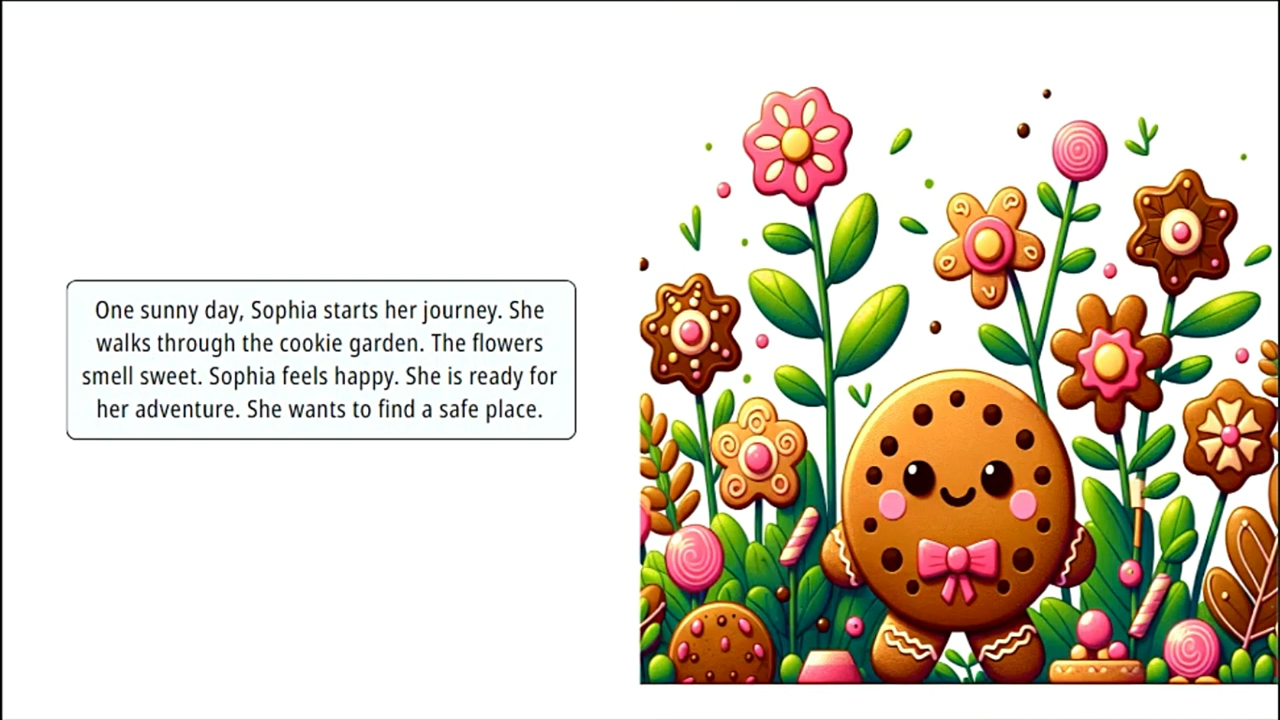 One sunny day, Sophia starts her journey. She
walks through the cookie garden. The flowers
smell sweet. Sophia feels happy. She is ready for
her adventure. She wants to find a safe place.